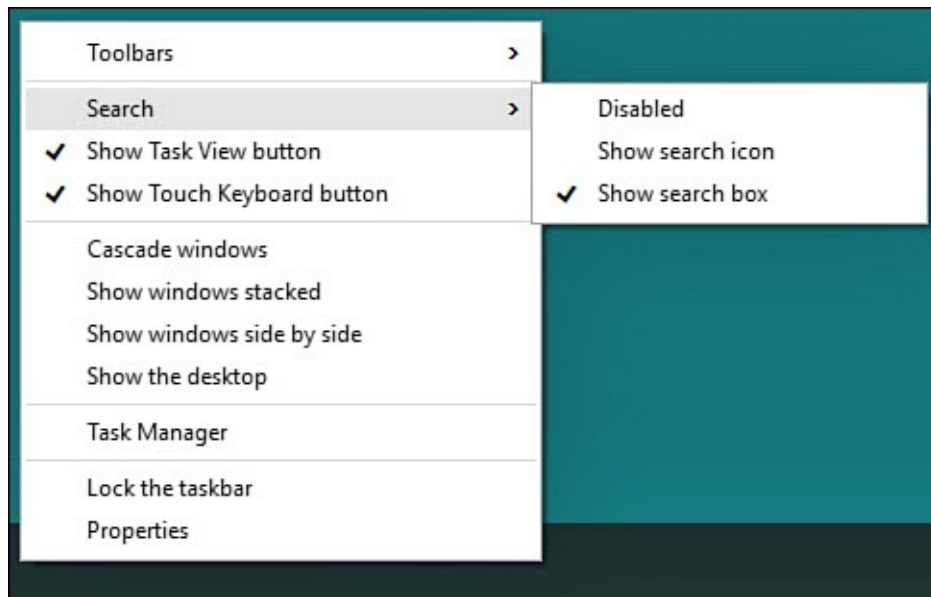 Toolbars
Search
Show Task View button
Show Touch Keyboard button
Cascade windows
Show windows stacked
Show windows side by side
Show the desktop
Task Manager
Lock the taskbar
Properties
Disabled
Show search icon
Show search box